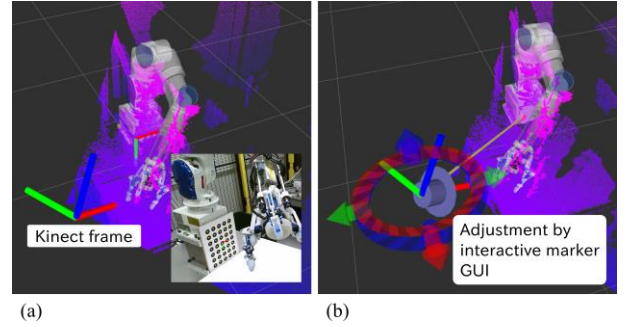 Kinect frame
Adjustment by
interactive marker
GUI
(a)
(b)